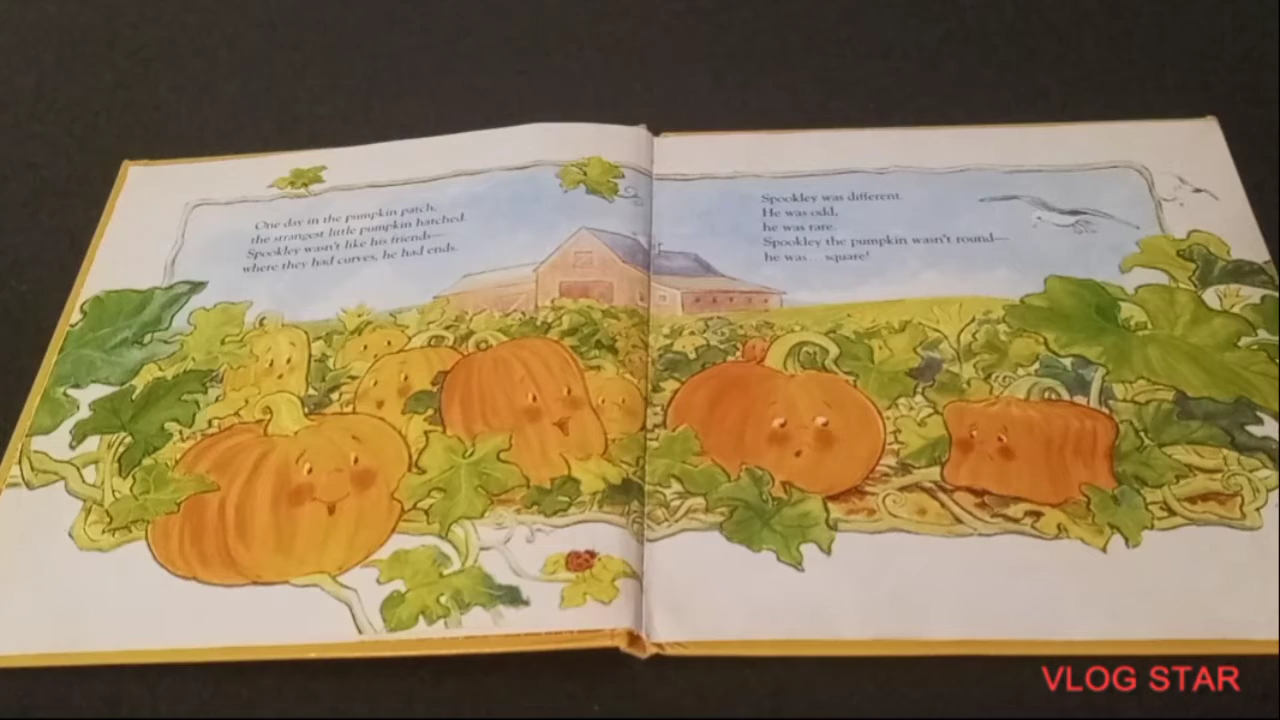 One day in the pumpkin patch,
the strangest little pumpkin hatched.
Spookley wasn't like his friends—
where they had curves, he had ends.
Spookley was different.
He was odd,
he was rare.
Spookley the pumpkin wasn't round—
he was... square!
VLOG STAR